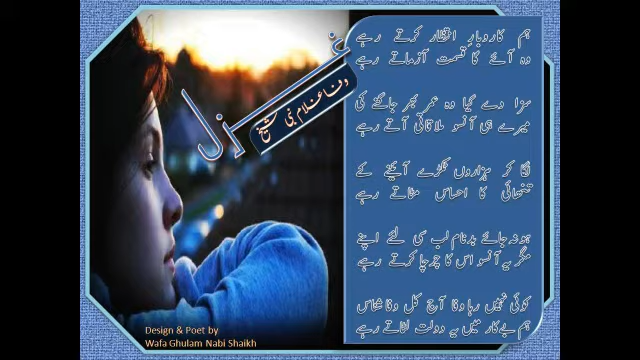 غزل
وفا غلام نبی شیخ
ہم کاروبارِ انتظار کرتے رہے
وہ آئے گا قسمت آزماتے رہے
سزا دے گیا وہ عمر بھر جاگنے کی
میرے ہی آنسو ملاقاتی آتے رہے
لگا کر ہزاروں ٹکڑے آئینے کے
تنہائی کا احساس مٹاتے رہے
ہو نہ جائے بدنام لب سی لئے اپنے
مگر یہ آنسو اس کا چرچا کرتے رہے
کوئی نہیں رہا وفا آج کل وفا شناس
ہم بے کار میں یہ دولت لٹاتے رہے
Design & Poet by
Wafa Ghulam Nabi Shaikh